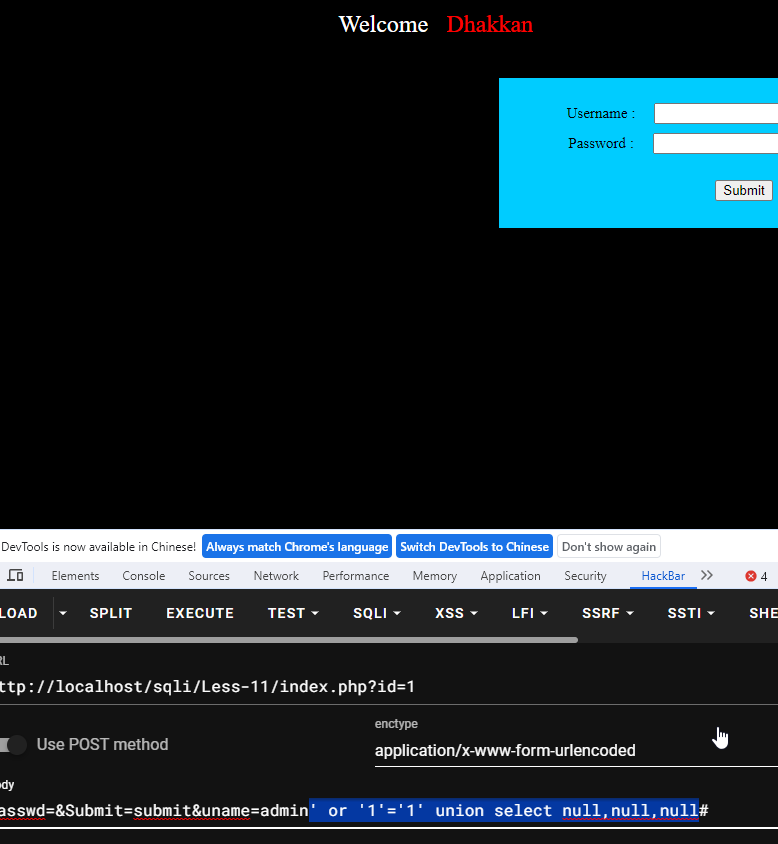 Welcome Dhakkan
Username :
Password :
Submit
DevTools is now available in Chinese! Always match Chrome's language Switch DevTools to Chinese Don't show again
Elements Console Sources Network Performance Memory Application Security HackBar 4
LOAD SPLIT EXECUTE TEST SQLI XSS LFI SSRF SSTI SHE
RL
ttp://localhost/sqli/Less-11/index.php?id=1
enctype
Use POST method
application/x-www-form-urlencoded
ody
asswd=&Submit=submit&uname=admin' or '1'='1' union select null,null,null#